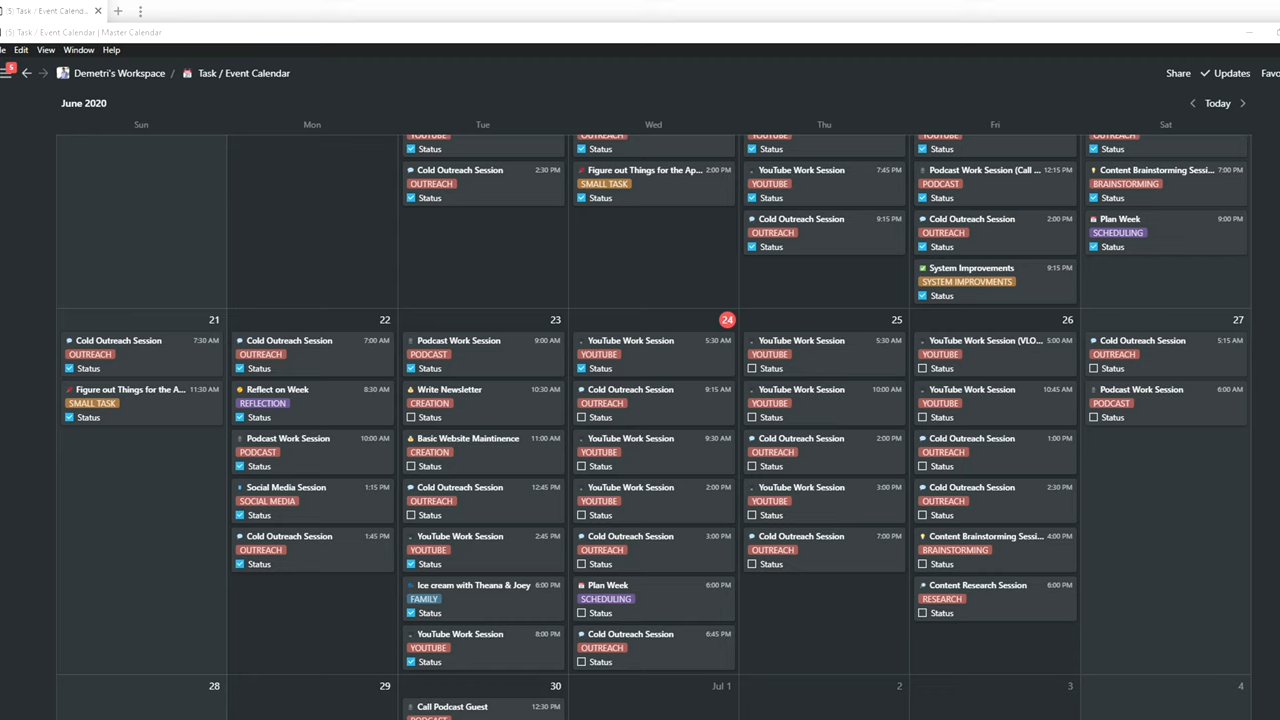 (5) Task / Event Calend...
(5) Task / Event Calendar | Master Calendar
Edit View Window Help
5
Demetri's Workspace / Task / Event Calendar
Share Updates Favo
June 2020
Today
Sun Mon Tue Wed Thu Fri Sat
YOUTUBE
Status
Cold Outreach Session 2:30 PM
OUTREACH
Status
OUTREACH
Status
Figure out Things for the Ap... 2:00 PM
SMALL TASK
Status
Status
YouTube Work Session 7:45 PM
YOUTUBE
Status
Cold Outreach Session 9:15 PM
OUTREACH
Status
YOUTUBE
Status
Podcast Work Session (Call ... 12:15 PM
PODCAST
Status
Cold Outreach Session 2:00 PM
OUTREACH
Status
System Improvements 9:15 PM
SYSTEM IMPROVMENTS
Status
OUTREACH
Status
Content Brainstorming Sessi... 7:00 PM
BRAINSTORMING
Status
Plan Week 9:00 PM
SCHEDULING
Status
21
Cold Outreach Session 7:30 AM
OUTREACH
Status
Figure out Things for the A... 11:30 AM
SMALL TASK
Status
22
Cold Outreach Session 7:00 AM
OUTREACH
Status
Reflect on Week 8:30 AM
REFLECTION
Status
Podcast Work Session 10:00 AM
PODCAST
Status
Social Media Session 1:15 PM
SOCIAL MEDIA
Status
Cold Outreach Session 1:45 PM
OUTREACH
Status
23
Podcast Work Session 9:00 AM
PODCAST
Status
Write Newsletter 10:30 AM
CREATION
Status
Basic Website Maintinence 11:00 AM
CREATION
Status
Cold Outreach Session 12:45 PM
OUTREACH
Status
YouTube Work Session 2:45 PM
YOUTUBE
Status
Ice cream with Theana & Joey 6:00 PM
FAMILY
Status
YouTube Work Session 8:00 PM
YOUTUBE
Status
24
YouTube Work Session 5:30 AM
YOUTUBE
Status
Cold Outreach Session 9:15 AM
OUTREACH
Status
YouTube Work Session 9:30 AM
YOUTUBE
Status
YouTube Work Session 2:00 PM
YOUTUBE
Status
Cold Outreach Session 3:00 PM
OUTREACH
Status
Plan Week 6:00 PM
SCHEDULING
Status
Cold Outreach Session 6:45 PM
OUTREACH
Status
25
YouTube Work Session 5:30 AM
YOUTUBE
Status
YouTube Work Session 10:00 AM
YOUTUBE
Status
Cold Outreach Session 2:00 PM
OUTREACH
Status
YouTube Work Session 3:00 PM
YOUTUBE
Status
Cold Outreach Session 7:00 PM
OUTREACH
Status
26
YouTube Work Session (VLO... 5:00 AM
YOUTUBE
Status
YouTube Work Session 10:45 AM
YOUTUBE
Status
Cold Outreach Session 1:00 PM
OUTREACH
Status
Cold Outreach Session 2:30 PM
OUTREACH
Status
Content Brainstorming Sessi... 4:00 PM
BRAINSTORMING
Status
Content Research Session 6:00 PM
RESEARCH
Status
27
Cold Outreach Session 5:15 AM
OUTREACH
Status
Podcast Work Session 6:00 AM
PODCAST
Status
28 29 30 Jul 1 2 3 4
Call Podcast Guest 12:30 PM
PODCAST